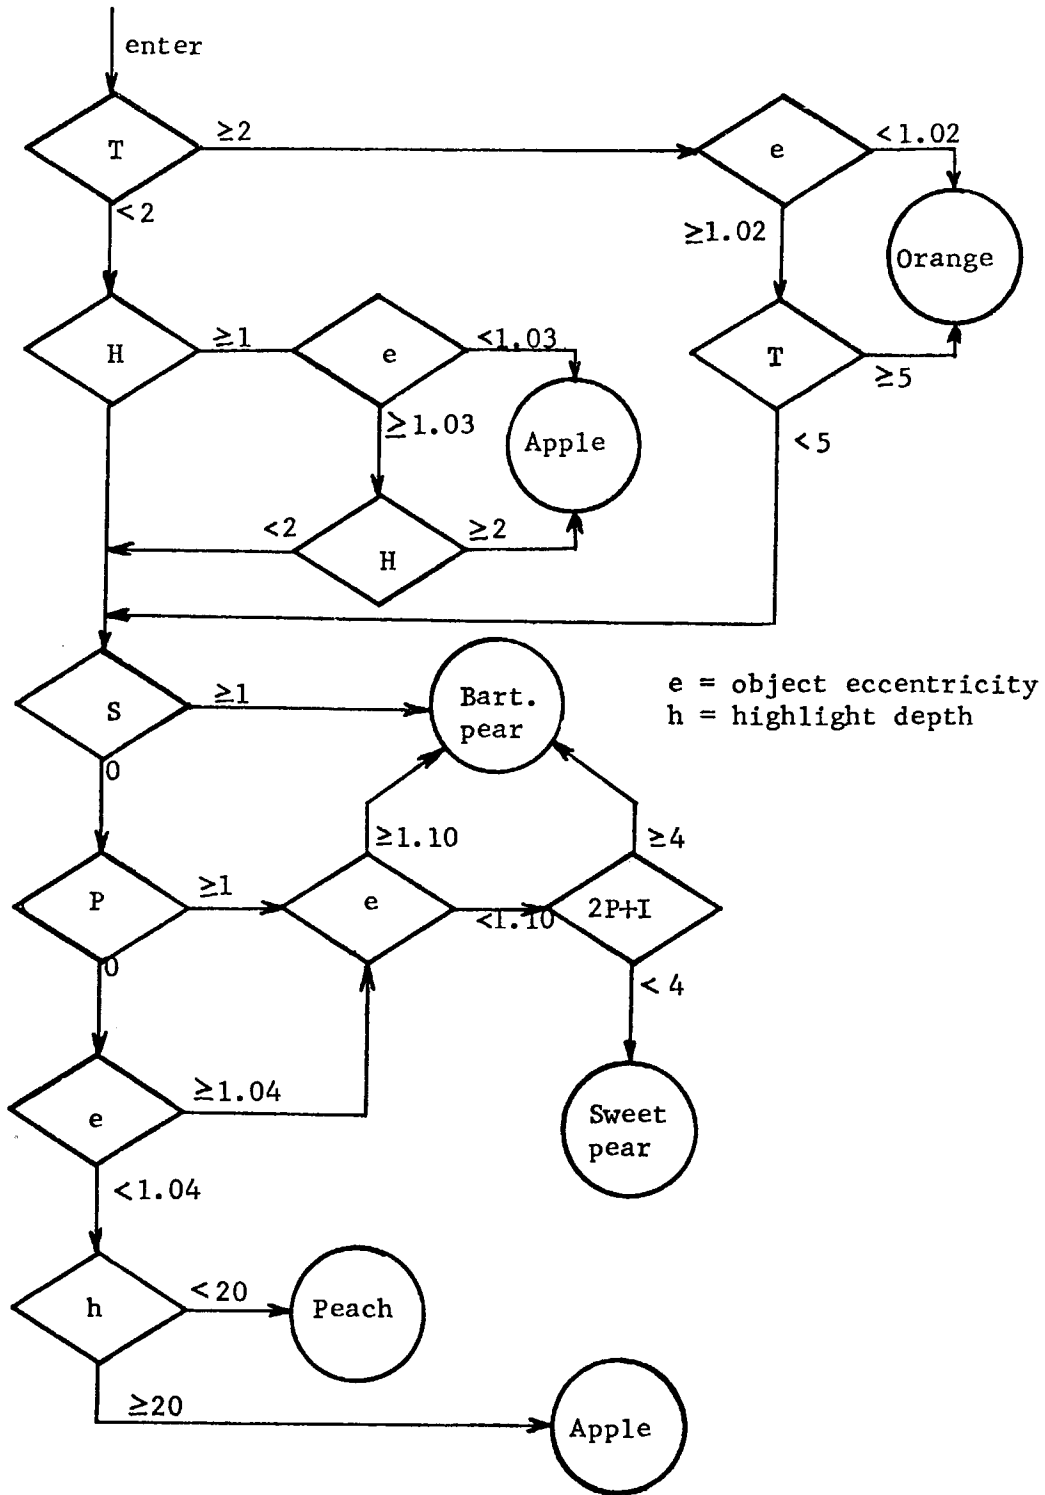 enter
T
≥2
e
<1.02
<2
≥1.02
Orange
H
≥1
e
<1.03
T
≥5
≥1.03
Apple
<5
<2
H
≥2
S
≥1
Bart.
pear
e = object eccentricity
h = highlight depth
0
≥1.10
≥4
P
≥1
e
<1.10
2P+I
0
<4
e
≥1.04
Sweet
pear
<1.04
h
<20
Peach
≥20
Apple